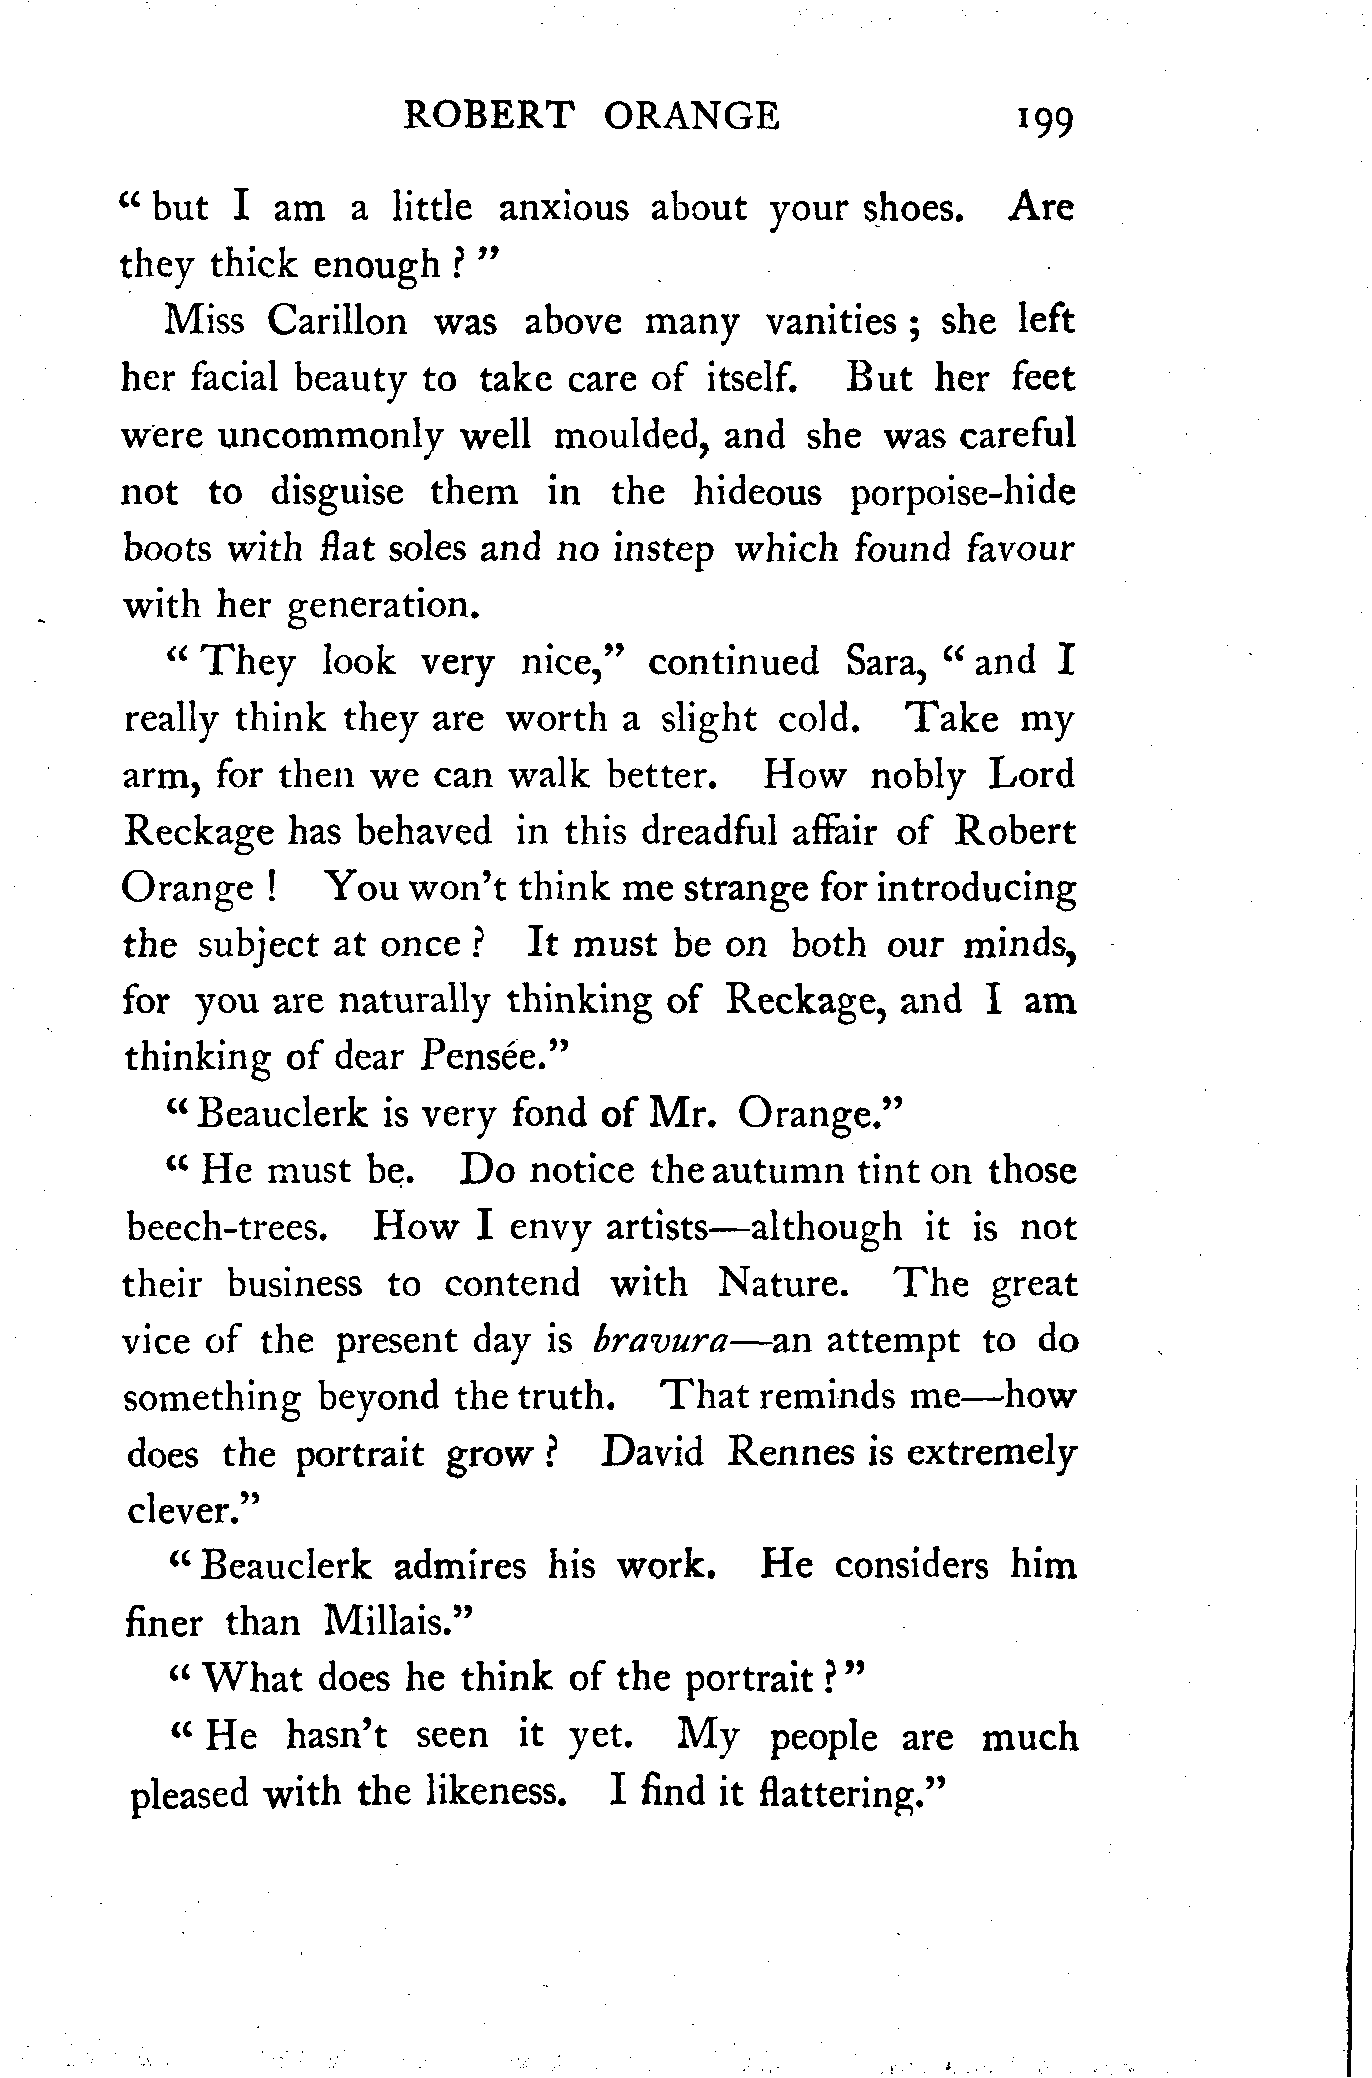 ROBERT ORANGE 199
“ but I am a little anxious about your shoes. Are
they thick enough ? ”
Miss Carillon was above many vanities ; she left
her facial beauty to take care of itself. But her feet
were uncommonly well moulded, and she was careful
not to disguise them in the hideous porpoise-hide
boots with flat soles and no instep which found favour
with her generation.
“ They look very nice,” continued Sara, “ and I
really think they are worth a slight cold. Take my
arm, for then we can walk better. How nobly Lord
Reckage has behaved in this dreadful affair of Robert
Orange ! You won’t think me strange for introducing
the subject at once ? It must be on both our minds,
for you are naturally thinking of Reckage, and I am
thinking of dear Pensée.”
“ Beauclerk is very fond of Mr. Orange.”
“ He must be. Do notice the autumn tint on those
beech-trees. How I envy artists—although it is not
their business to contend with Nature. The great
vice of the present day is bravura—an attempt to do
something beyond the truth. That reminds me—how
does the portrait grow ? David Rennes is extremely
clever.”
“ Beauclerk admires his work. He considers him
finer than Millais.”
“ What does he think of the portrait ? ”
“ He hasn’t seen it yet. My people are much
pleased with the likeness. I find it flattering.”